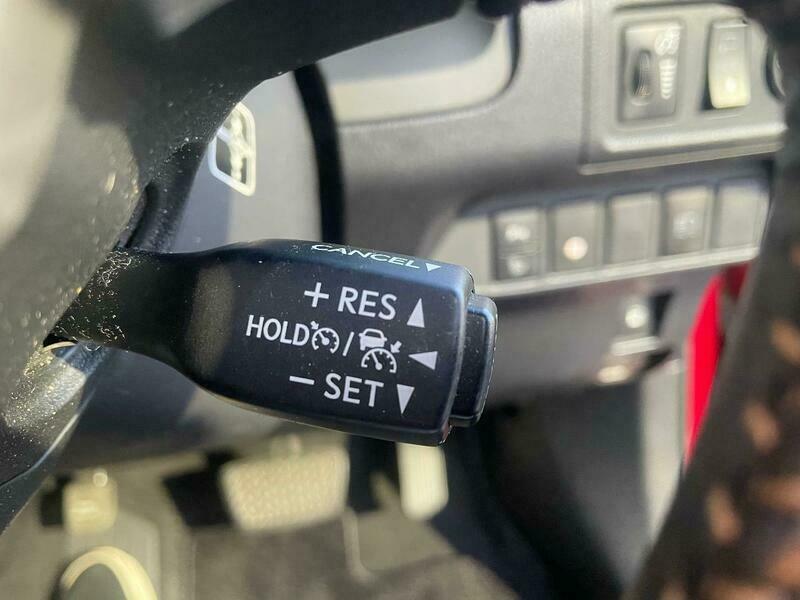 CANCEL▼
+ RES ▲
HOLD / ◀
− SET ▼